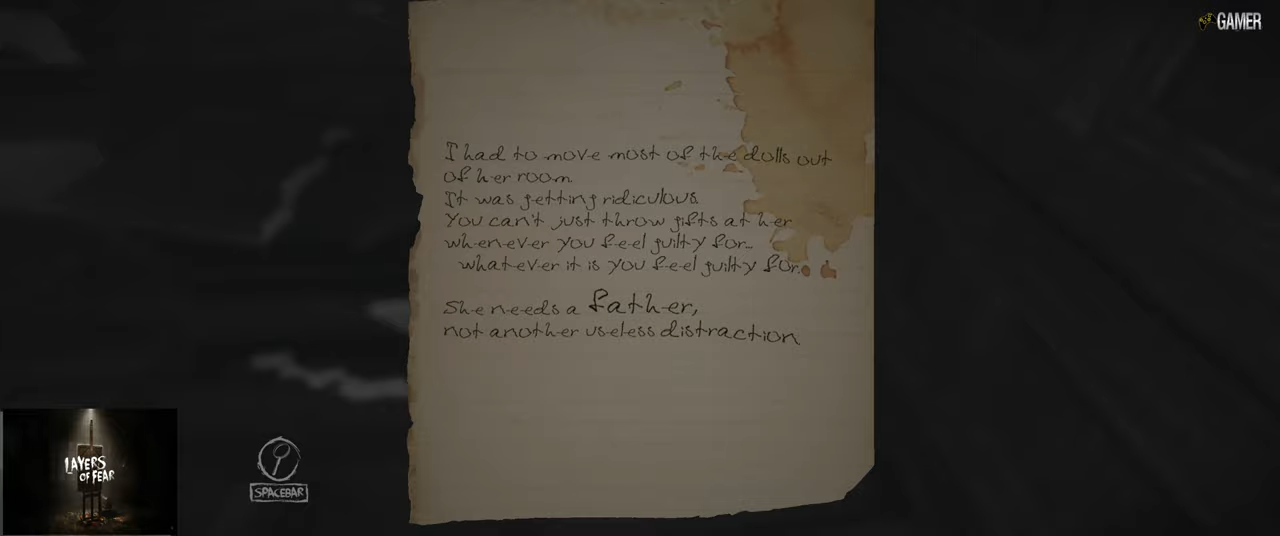 GAMER
I had to move most of the dolls out
of her room.
It was getting ridiculous.
You can't just throw gifts at her
whenever you feel guilty for...
whatever it is you feel guilty for.
She needs a father,
not another useless distraction
LAYERS
OF FEAR
SPACEBAR